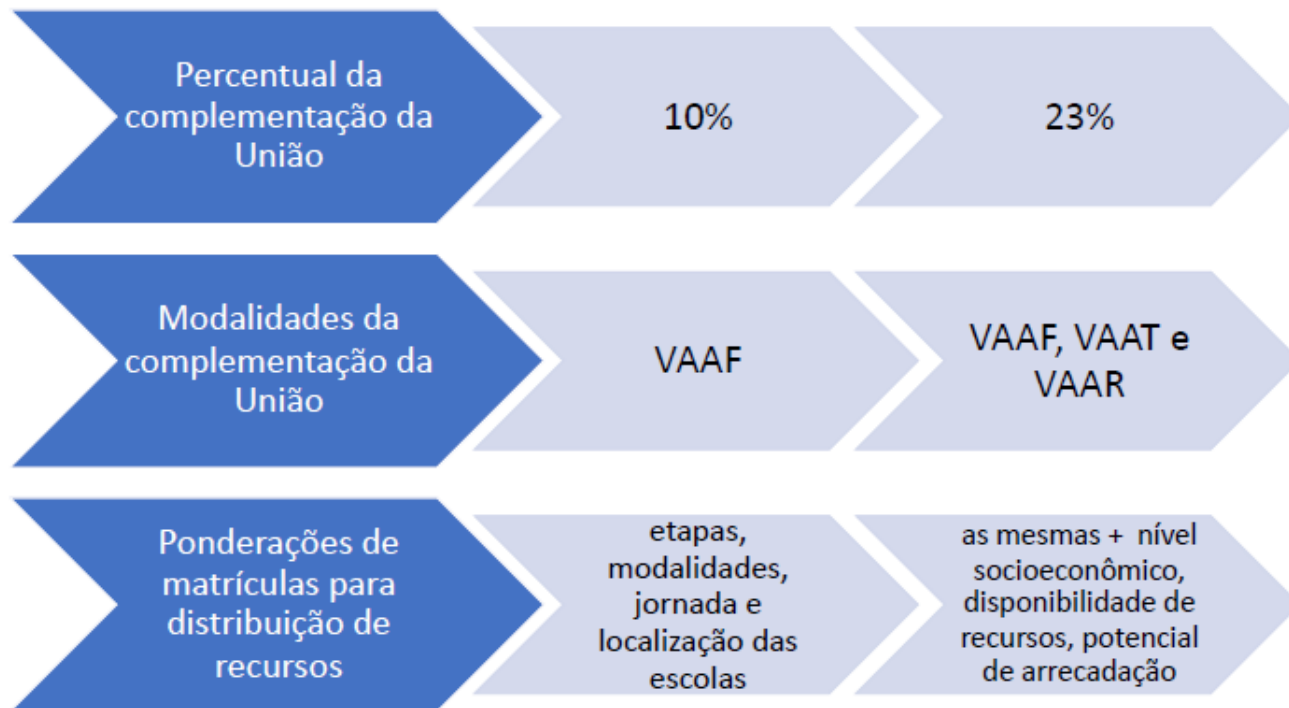 Percentual da
complementação da
União
10%
23%
Modalidades da
complementação da
União
VAAF
VAAF, VAAT e
VAAR
Ponderações de
matrículas para
distribuição de
recursos
etapas,
modalidades,
jornada e
localização das
escolas
as mesmas + nível
socioeconômico,
disponibilidade de
recursos, potencial
de arrecadação